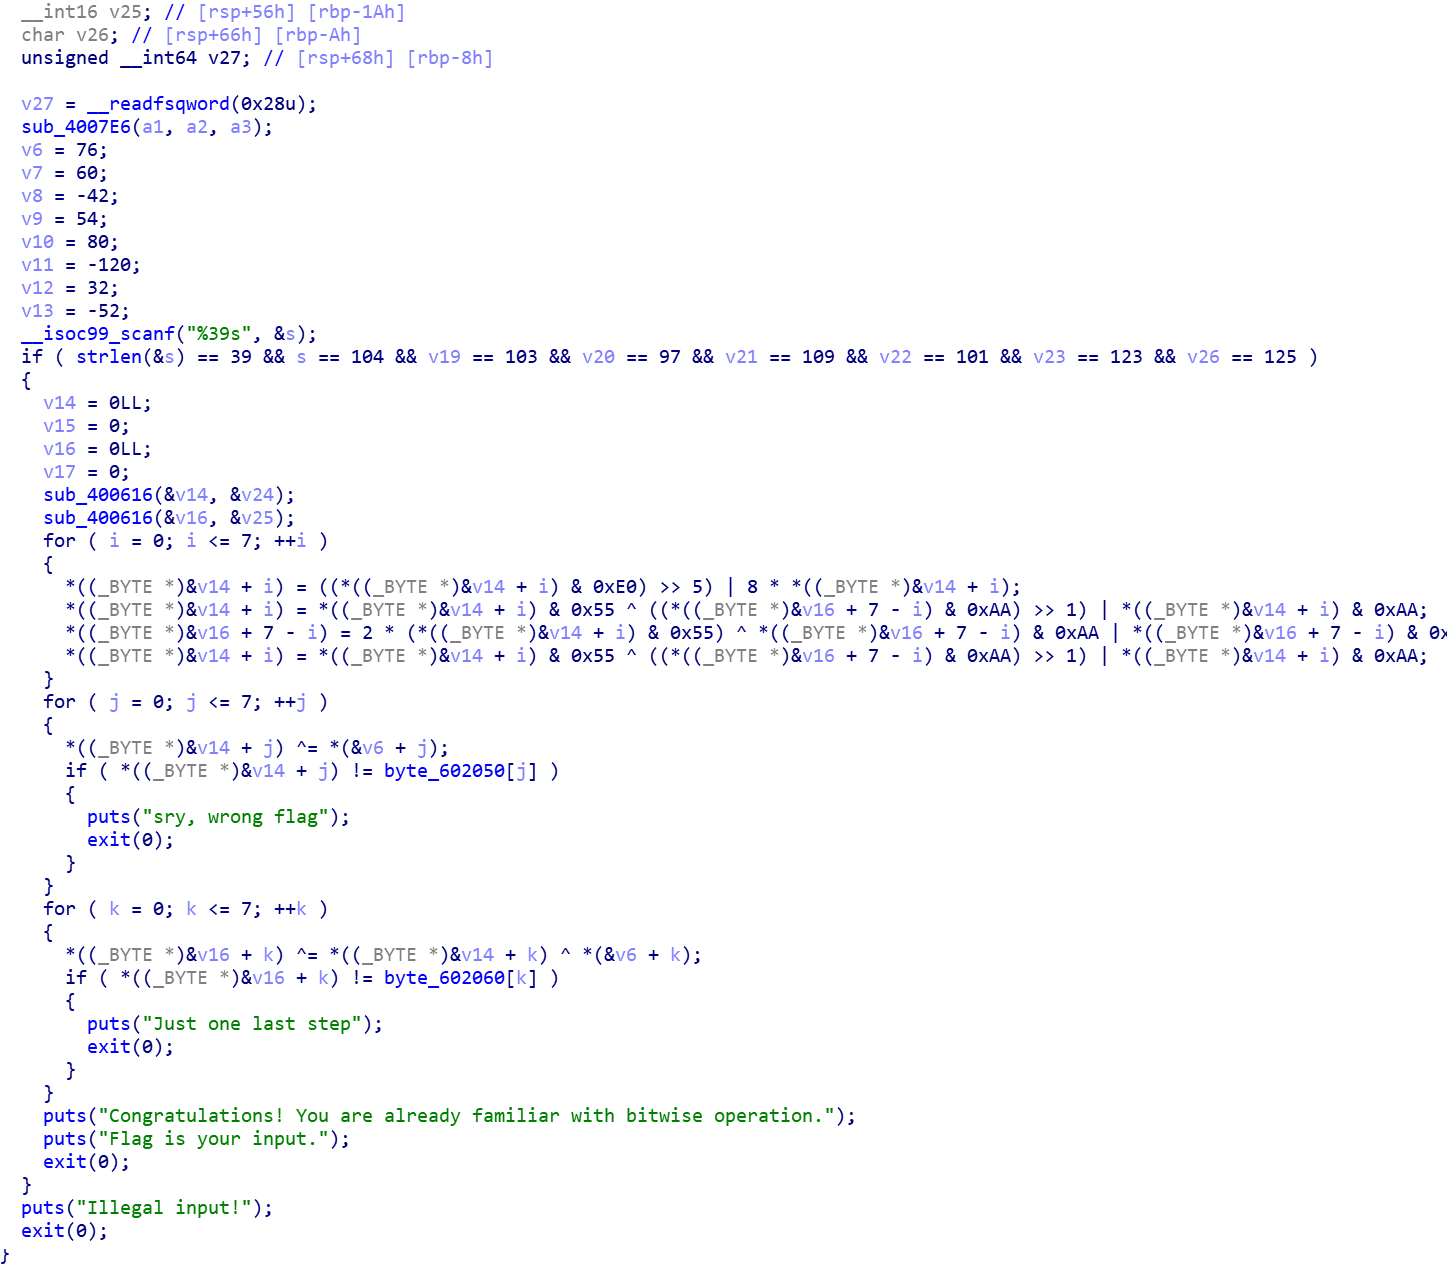 __int16 v25; // [rsp+56h] [rbp-1Ah]
char v26; // [rsp+66h] [rbp-Ah]
unsigned __int64 v27; // [rsp+68h] [rbp-8h]
v27 = __readfsqword(0x28u);
sub_4007E6(a1, a2, a3);
v6 = 76;
v7 = 60;
v8 = -42;
v9 = 54;
v10 = 80;
v11 = -120;
v12 = 32;
v13 = -52;
__isoc99_scanf("%39s", &s);
if ( strlen(&s) == 39 && s == 104 && v19 == 103 && v20 == 97 && v21 == 109 && v22 == 101 && v23 == 123 && v26 == 125 )
{
v14 = 0LL;
v15 = 0;
v16 = 0LL;
v17 = 0;
sub_400616(&v14, &v24);
sub_400616(&v16, &v25);
for ( i = 0; i <= 7; ++i )
{
*((_BYTE *)&v14 + i) = ((*((_BYTE *)&v14 + i) & 0xE0) >> 5) | 8 * *((_BYTE *)&v14 + i);
*((_BYTE *)&v14 + i) = *((_BYTE *)&v14 + i) & 0x55 ^ ((*((_BYTE *)&v16 + 7 - i) & 0xAA) >> 1) | *((_BYTE *)&v14 + i) & 0xAA;
*((_BYTE *)&v16 + 7 - i) = 2 * (*((_BYTE *)&v14 + i) & 0x55) ^ *((_BYTE *)&v16 + 7 - i) & 0xAA | *((_BYTE *)&v16 + 7 - i) & 0x
*((_BYTE *)&v14 + i) = *((_BYTE *)&v14 + i) & 0x55 ^ ((*((_BYTE *)&v16 + 7 - i) & 0xAA) >> 1) | *((_BYTE *)&v14 + i) & 0xAA;
}
for ( j = 0; j <= 7; ++j )
{
*((_BYTE *)&v14 + j) ^= *(&v6 + j);
if ( *((_BYTE *)&v14 + j) != byte_602050[j] )
{
puts("sry, wrong flag");
exit(0);
}
}
for ( k = 0; k <= 7; ++k )
{
*((_BYTE *)&v16 + k) ^= *((_BYTE *)&v14 + k) ^ *(&v6 + k);
if ( *((_BYTE *)&v16 + k) != byte_602060[k] )
{
puts("Just one last step");
exit(0);
}
}
puts("Congratulations! You are already familiar with bitwise operation.");
puts("Flag is your input.");
exit(0);
}
puts("Illegal input!");
exit(0);
}